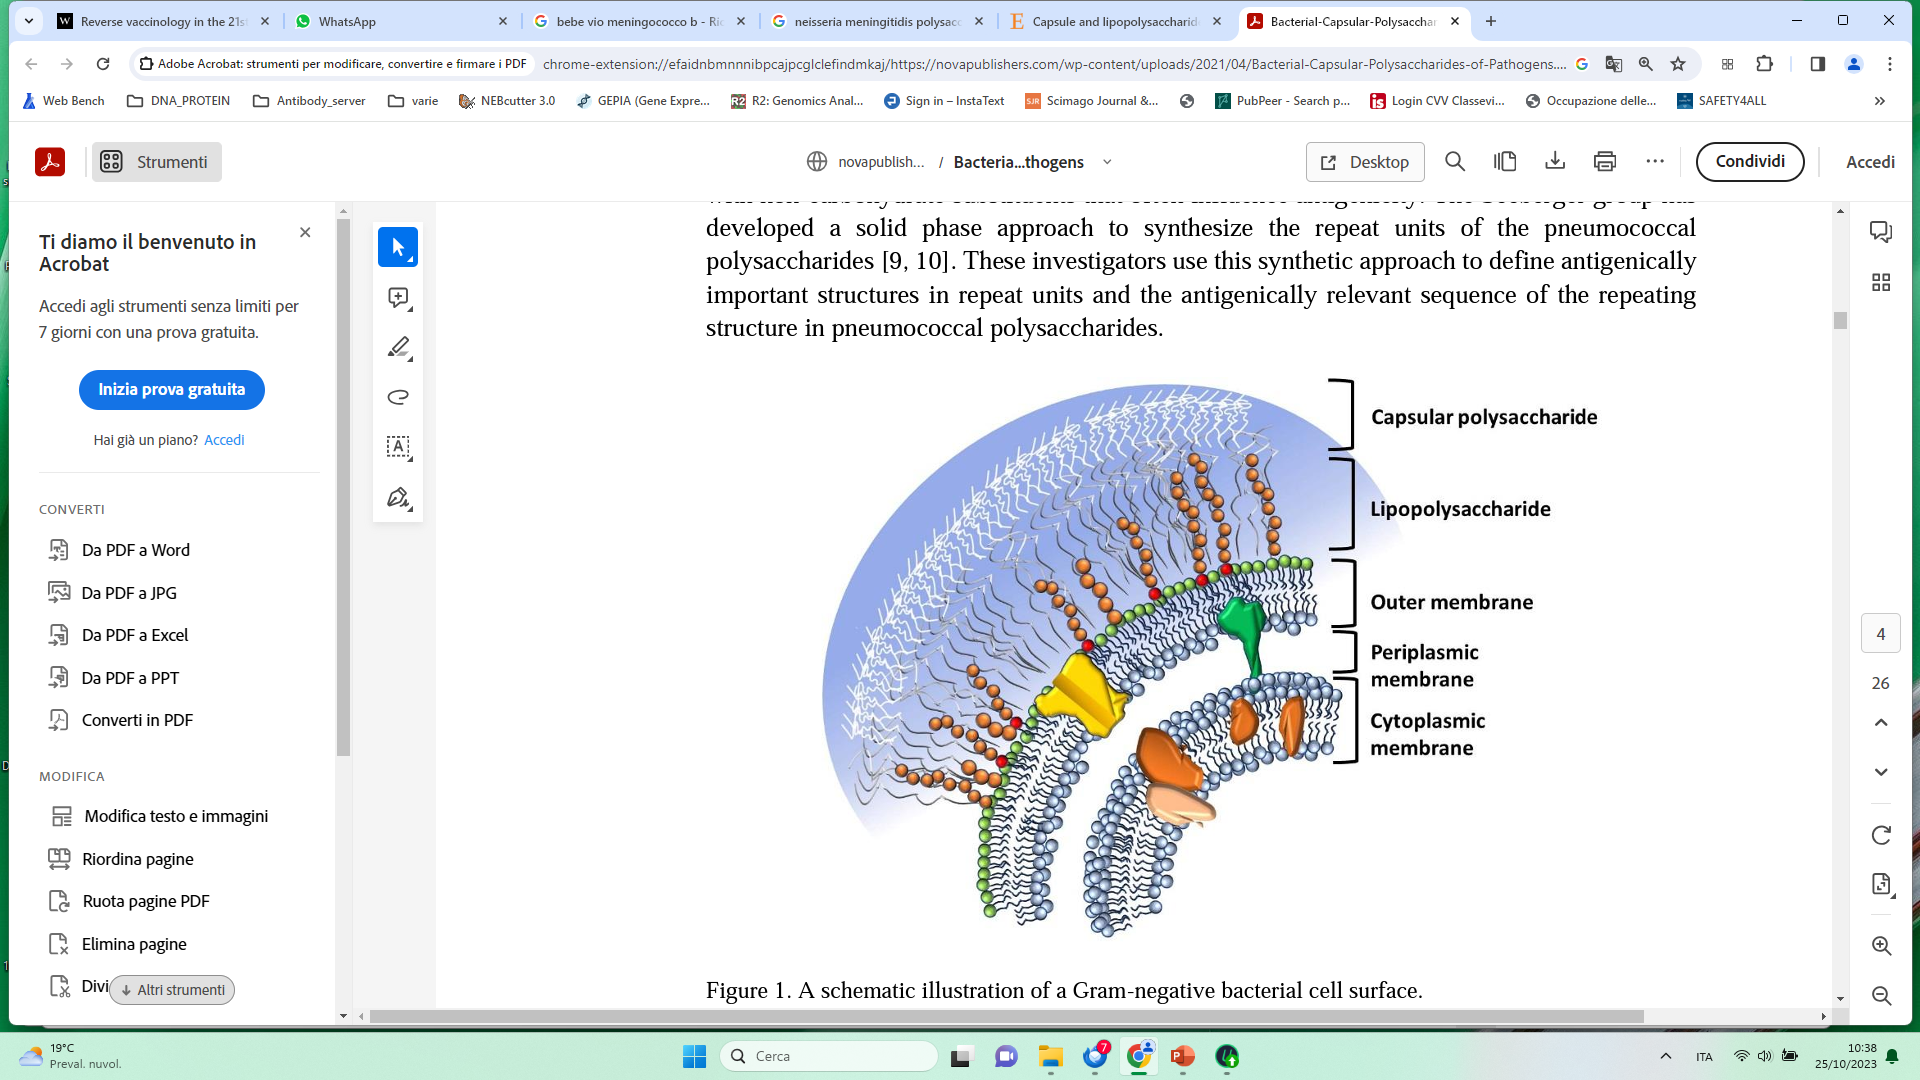 Reverse vaccinology in the 21s
WhatsApp
bebe vio meningococco b - Ri
neisseria meningitidis polysac
Capsule and lipopolysaccharid
Bacterial-Capsular-Polysacchar
Adobe Acrobat: strumenti per modificare, convertire e firmare i PDF
chrome-extension://efaidnbmnnnibpcajpcglclefindmkaj/https://novapublishers.com/wp-content/uploads/2021/04/Bacterial-Capsular-Polysaccharides-of-Pathogens....
Web Bench
DNA_PROTEIN
Antibody_server
varie
NEBcutter 3.0
GEPIA (Gene Expre...
R2: Genomics Anal...
Sign in – InstaText
Scimago Journal &...
PubPeer - Search p...
Login CVV Classevi...
Occupazione delle...
SAFETY4ALL
Strumenti
novapublish... / Bacteria...thogens
Desktop
Condividi
Accedi
Ti diamo il benvenuto in
Acrobat
Accedi agli strumenti senza limiti per
7 giorni con una prova gratuita.
Inizia prova gratuita
Hai già un piano? Accedi
CONVERTI
Da PDF a Word
Da PDF a JPG
Da PDF a Excel
Da PDF a PPT
Converti in PDF
MODIFICA
Modifica testo e immagini
Riordina pagine
Ruota pagine PDF
Elimina pagine
Divi
Altri strumenti
developed a solid phase approach to synthesize the repeat units of the pneumococcal
polysaccharides [9, 10]. These investigators use this synthetic approach to define antigenically
important structures in repeat units and the antigenically relevant sequence of the repeating
structure in pneumococcal polysaccharides.
Capsular polysaccharide
Lipopolysaccharide
Outer membrane
Periplasmic
membrane
Cytoplasmic
membrane
Figure 1. A schematic illustration of a Gram-negative bacterial cell surface.
4
26
19°C
Preval. nuvol.
Cerca
7
ITA
10:38
25/10/2023